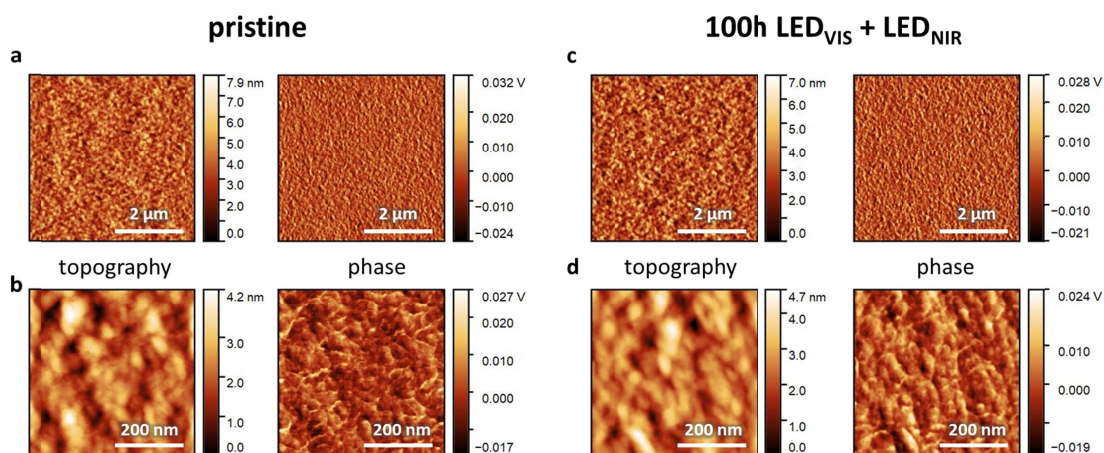 pristine
100h LED_VIS + LED_NIR
a
7.9 nm
7.0
6.0
5.0
4.0
3.0
2.0
0.0
2 µm
0.032 V
0.020
0.010
0.000
−0.010
−0.024
2 µm
c
7.0 nm
6.0
5.0
4.0
3.0
2.0
0.0
2 µm
0.028 V
0.020
0.010
0.000
−0.010
−0.021
2 µm
topography
phase
topography
phase
b
4.2 nm
3.0
2.0
1.0
0.0
200 nm
0.027 V
0.020
0.010
0.000
−0.017
200 nm
d
4.7 nm
4.0
3.0
2.0
1.0
0.0
200 nm
0.024 V
0.010
0.000
−0.019
200 nm